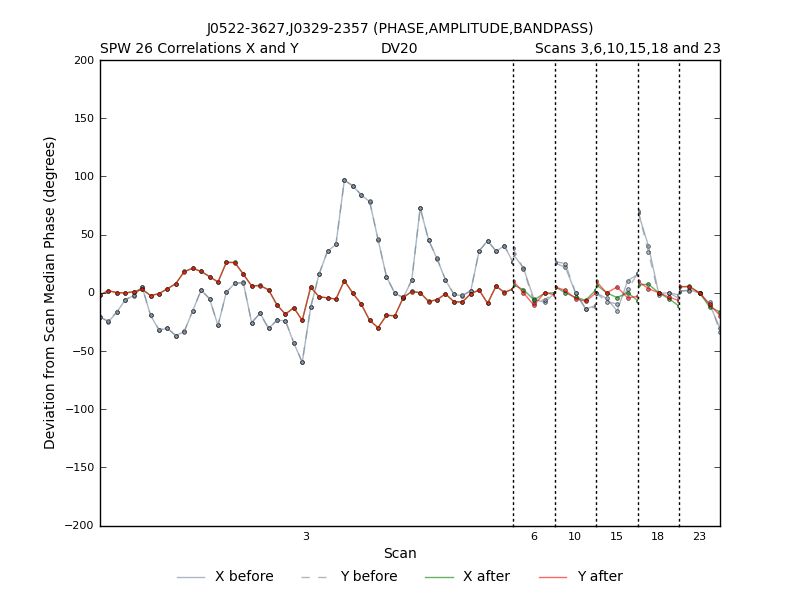 J0522-3627,J0329-2357 (PHASE,AMPLITUDE,BANDPASS)
SPW 26 Correlations X and Y DV20 Scans 3,6,10,15,18 and 23
200
150
100
50
0
−50
−100
−150
−200
Deviation from Scan Median Phase (degrees)
3 6 10 15 18 23
Scan
X before Y before X after Y after